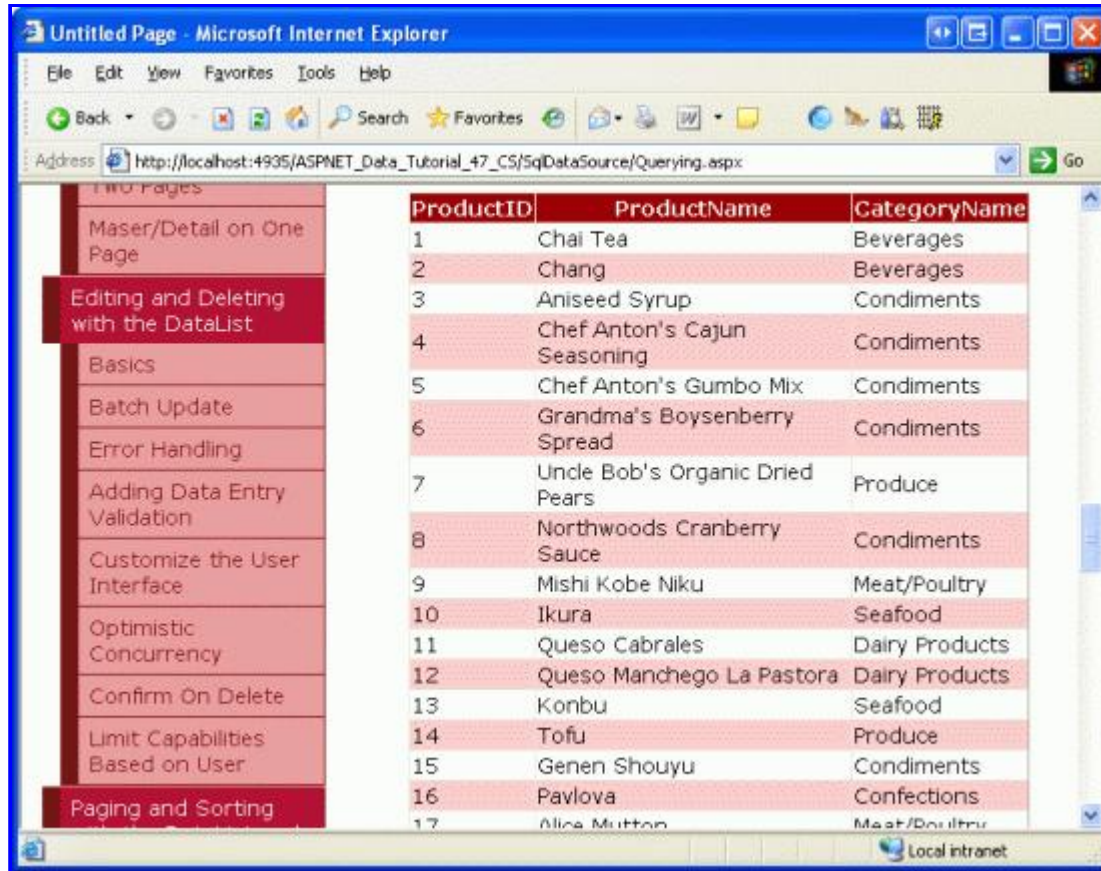 Untitled Page - Microsoft Internet Explorer
File Edit View Favorites Tools Help
Back Search Favorites
Address http://localhost:4935/ASPNET_Data_Tutorial_47_CS/SqlDataSource/Querying.aspx Go
Two Pages
Maser/Detail on One
Page
Editing and Deleting
with the DataList
Basics
Batch Update
Error Handling
Adding Data Entry
Validation
Customize the User
Interface
Optimistic
Concurrency
Confirm On Delete
Limit Capabilities
Based on User
Paging and Sorting
ProductID ProductName CategoryName
1 Chai Tea Beverages
2 Chang Beverages
3 Aniseed Syrup Condiments
4 Chef Anton's Cajun
Seasoning Condiments
5 Chef Anton's Gumbo Mix Condiments
6 Grandma's Boysenberry
Spread Condiments
7 Uncle Bob's Organic Dried
Pears Produce
8 Northwoods Cranberry
Sauce Condiments
9 Mishi Kobe Niku Meat/Poultry
10 Ikura Seafood
11 Queso Cabrales Dairy Products
12 Queso Manchego La Pastora Dairy Products
13 Konbu Seafood
14 Tofu Produce
15 Genen Shouyu Condiments
16 Pavlova Confections
17 Alice Mutton Meat/Poultry
Local intranet